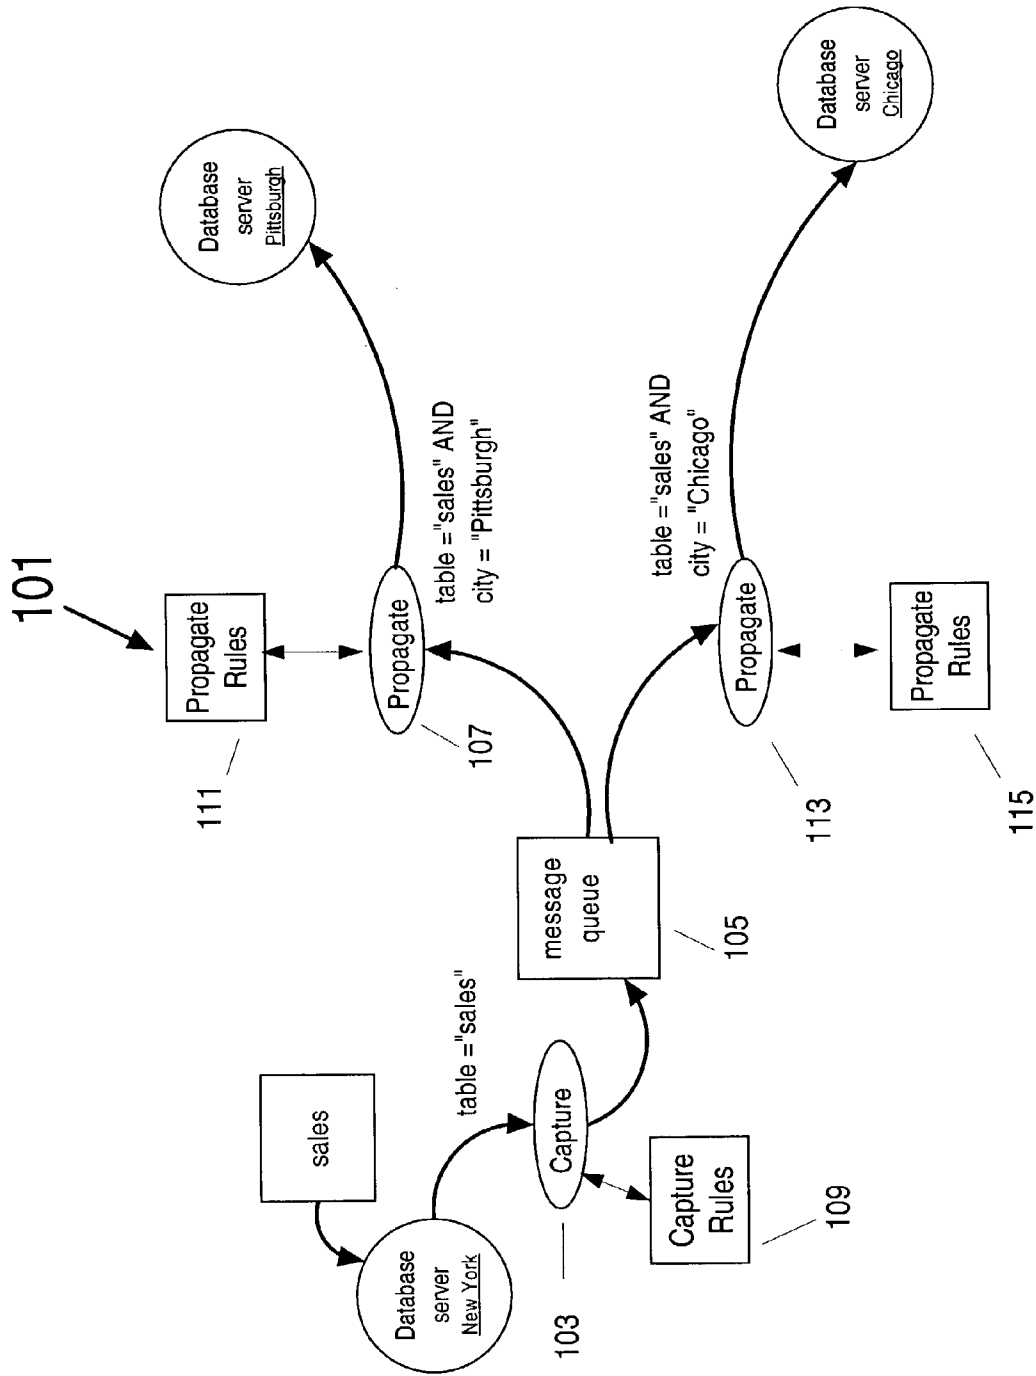 101
sales
Database
server
New York
table ="sales"
Capture
103
Capture
Rules
109
message
queue
105
Propagate
Rules
111
Propagate
107
table ="sales" AND
city = "Pittsburgh"
Database
server
Pittsburgh
Propagate
113
Propagate
Rules
115
table ="sales" AND
city = "Chicago"
Database
server
Chicago